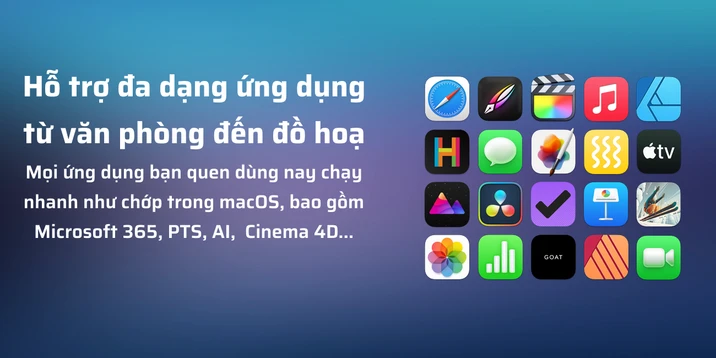 Hỗ trợ đa dạng ứng dụng
từ văn phòng đến đồ hoạ
Mọi ứng dụng bạn quen dùng nay chạy
nhanh như chớp trong macOS, bao gồm
Microsoft 365, PTS, AI, Cinema 4D...
tv
GOAT